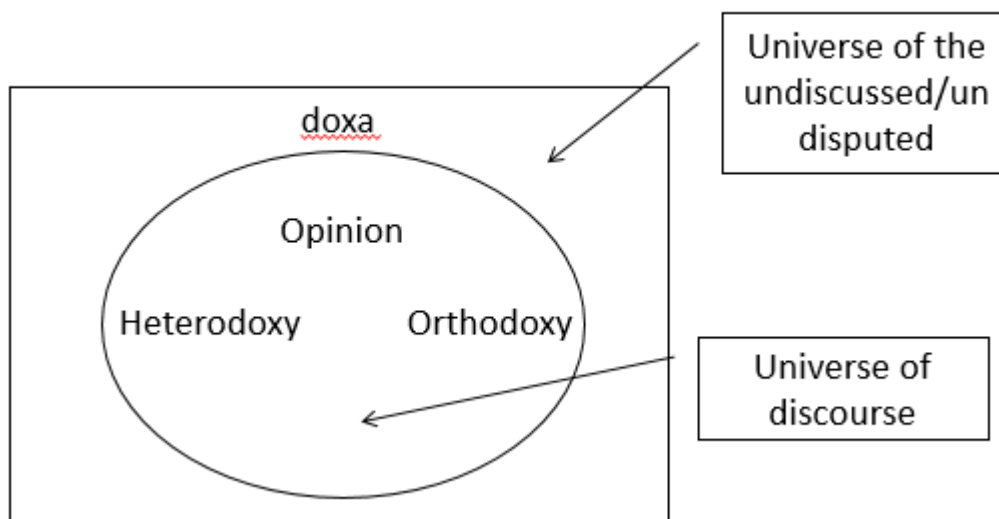 Universe of the
undiscussed/un
disputed
doxa
Opinion
Heterodoxy Orthodoxy
Universe of
discourse